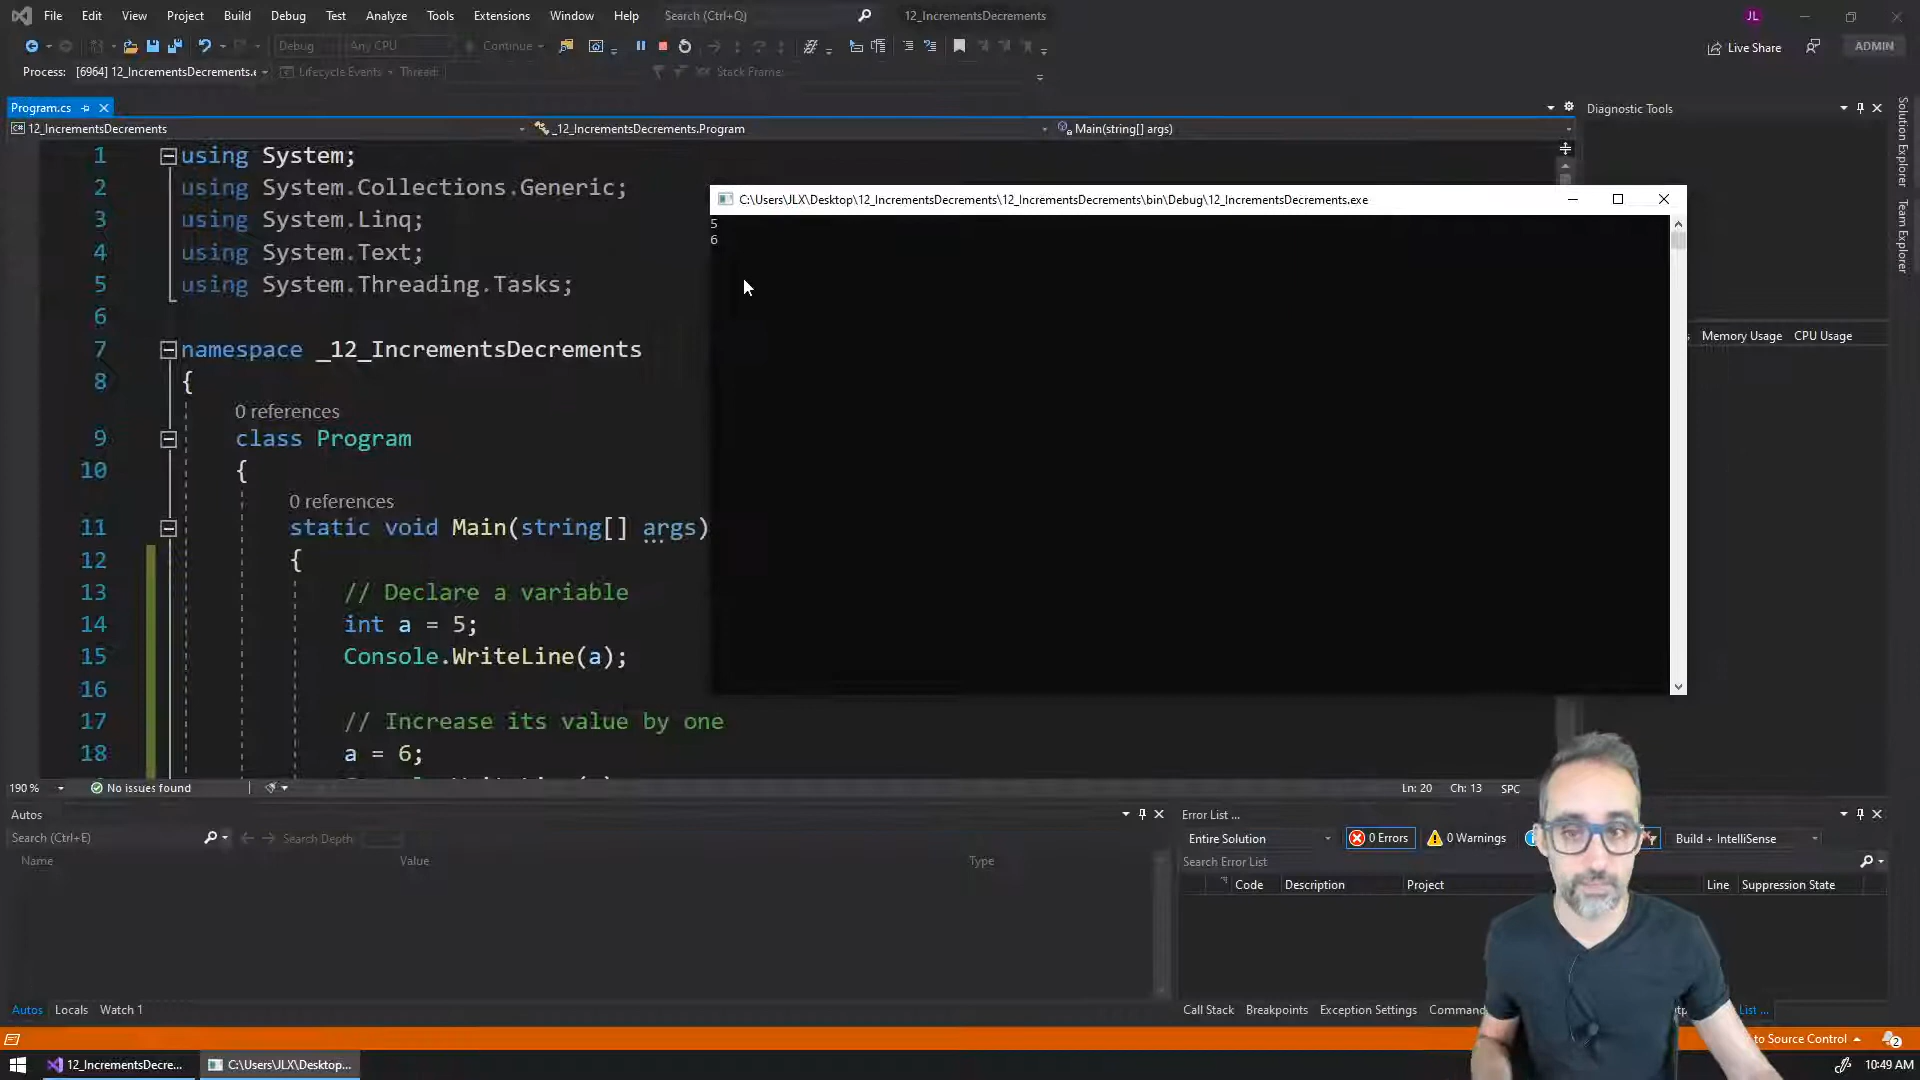 File Edit View Project Build Debug Test Analyze Tools Extensions Window Help Search (Ctrl+Q) 12_IncrementsDecrements JL
Debug Any CPU Continue Live Share ADMIN
Process: [6964] 12_IncrementsDecrements.e Lifecycle Events Thread: Stack Frame:
Program.cs Diagnostic Tools
12_IncrementsDecrements _12_IncrementsDecrements.Program Main(string[] args)
Solution Explorer
Team Explorer
1 using System;
2 using System.Collections.Generic;
3 using System.Linq;
4 using System.Text;
5 using System.Threading.Tasks;
6
7 namespace _12_IncrementsDecrements
8 {
0 references
9 class Program
10 {
0 references
11 static void Main(string[] args)
12 {
13 // Declare a variable
14 int a = 5;
15 Console.WriteLine(a);
16
17 // Increase its value by one
18 a = 6;
C:\Users\JLX\Desktop\12_IncrementsDecrements\12_IncrementsDecrements\bin\Debug\12_IncrementsDecrements.exe
5
6
Memory Usage CPU Usage
190 % No issues found Ln: 20 Ch: 13 SPC
Autos
Search (Ctrl+E) Search Depth
Name Value Type
Error List ...
Entire Solution 0 Errors 0 Warnings Build + IntelliSense
Search Error List
Code Description Project Line Suppression State
Autos Locals Watch 1
Call Stack Breakpoints Exception Settings List ...
to Source Control 2
12_IncrementsDecre... C:\Users\JLX\Desktop... 10:49 AM